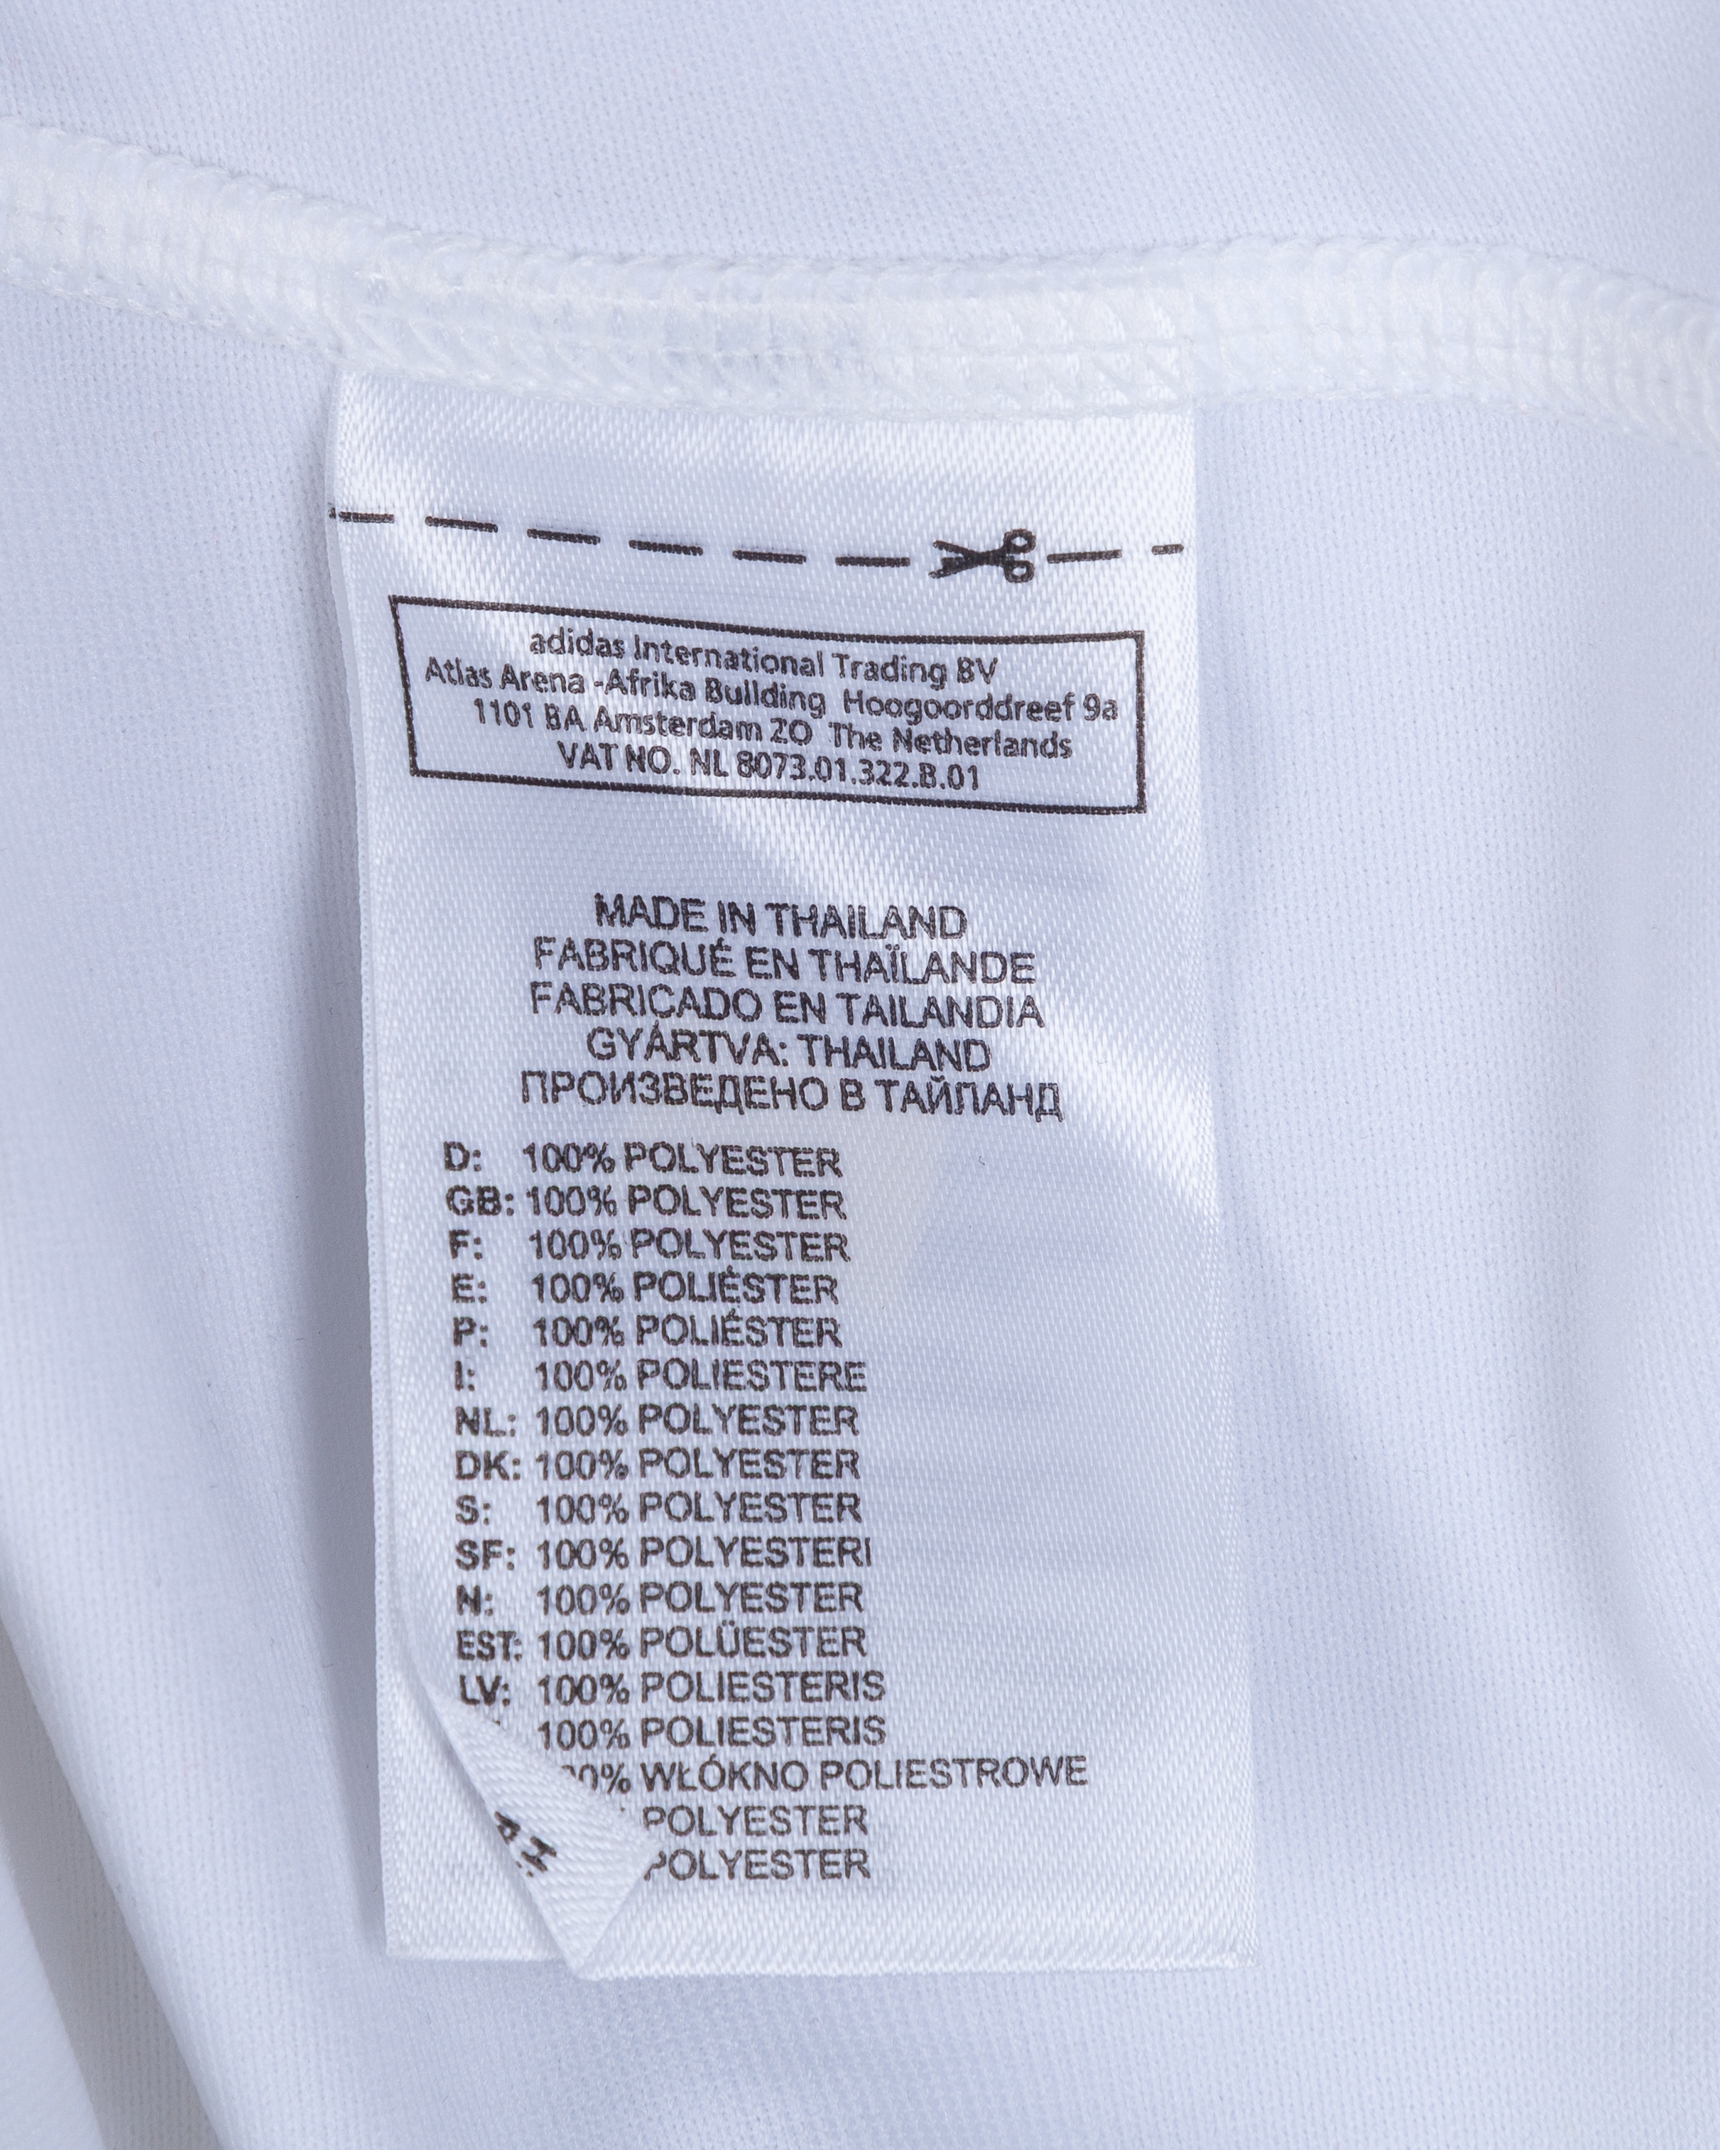 adidas International Trading BV
Atlas Arena -Afrika Building Hoogoorddreef 9a
1101 BA Amsterdam ZO The Netherlands
VAT NO. NL 8073.01.322.B.01
MADE IN THAILAND
FABRIQUÉ EN THAÏLANDE
FABRICADO EN TAILANDIA
GYÁRTVA: THAILAND
ПРОИЗВЕДЕНО В ТАЙЛАНД
D: 100% POLYESTER
GB: 100% POLYESTER
F: 100% POLYESTER
E: 100% POLIÉSTER
P: 100% POLIÉSTER
I: 100% POLIESTERE
NL: 100% POLYESTER
DK: 100% POLYESTER
S: 100% POLYESTER
SF: 100% POLYESTERI
N: 100% POLYESTER
EST: 100% POLÜESTER
LV: 100% POLIESTERIS
100% POLIESTERIS
WŁÓKNO POLIESTROWE
POLYESTER
POLYESTER